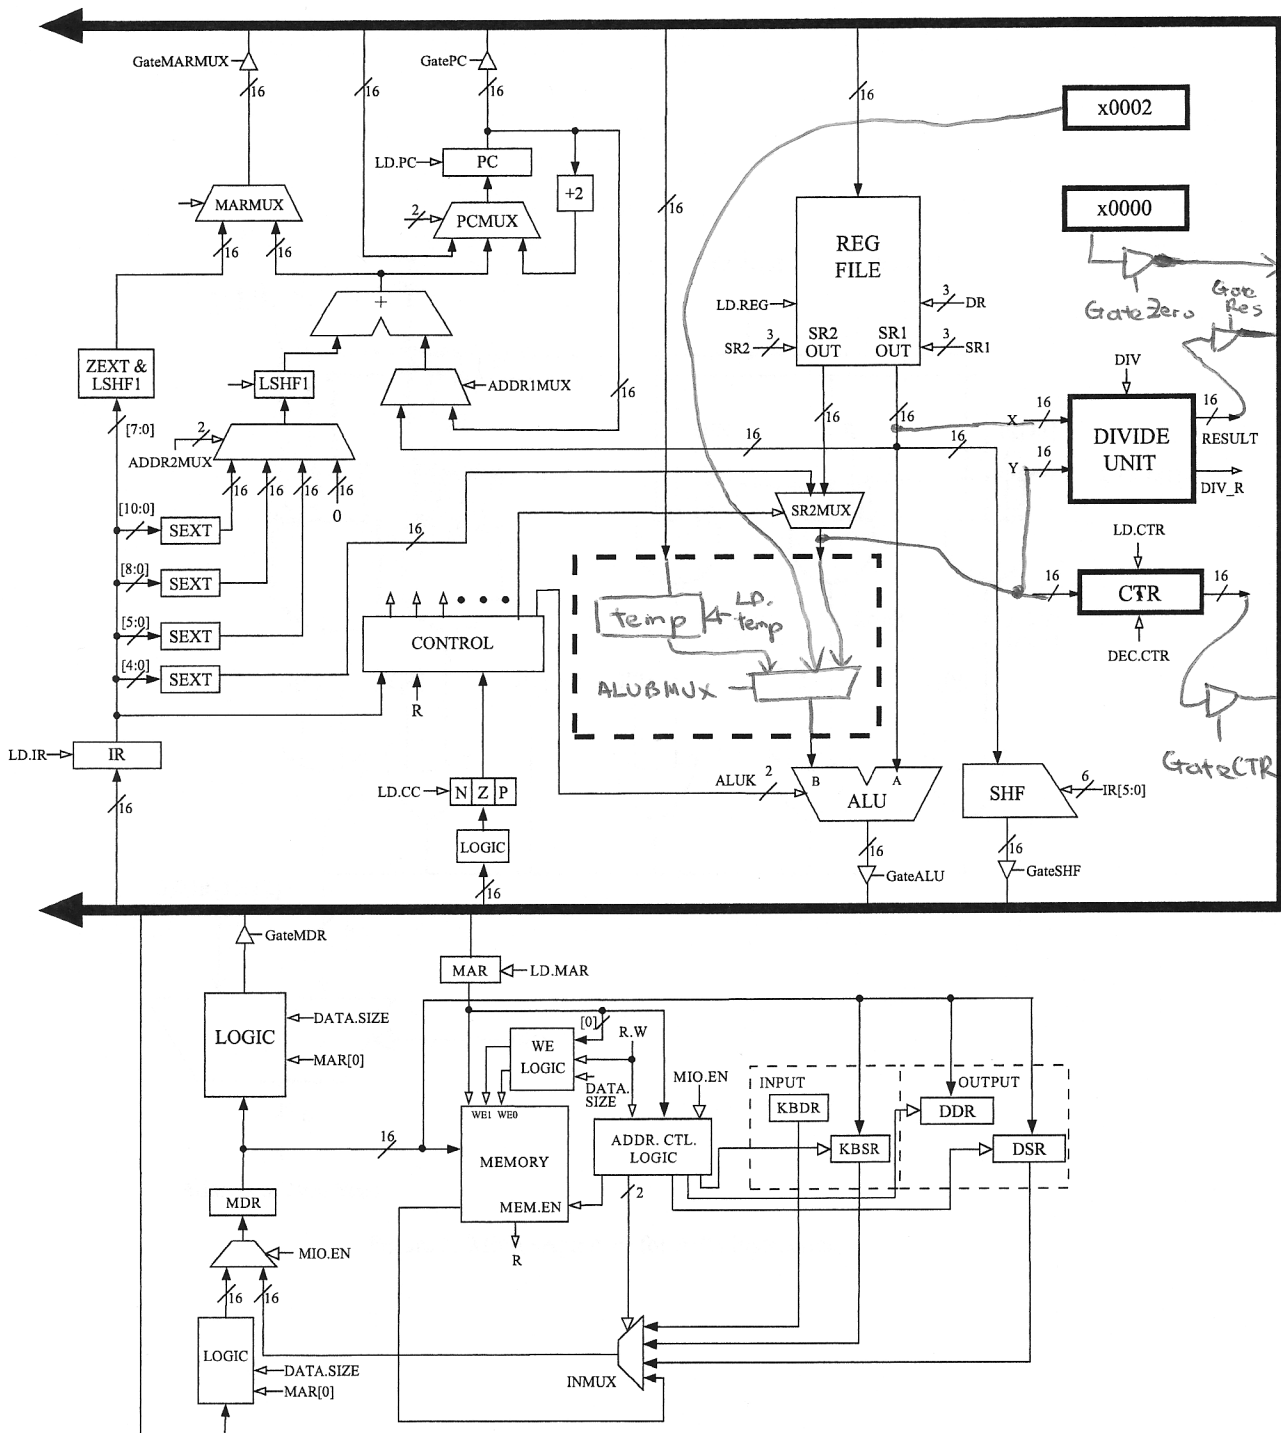 GateMARMUX
GatePC
16
16
16
16
x0002
LD.PC
PC
+2
MARMUX
2
PCMUX
16
x0000
16
16
REG
FILE
+
GateZero
Gate
Res
LD.REG
3
DR
SR2
3
SR2
OUT
SR1
OUT
3
SR1
ZEXT &
LSHF1
LSHF1
ADDR1MUX
DIV
16
[7:0]
16
16
16
X
16
DIVIDE
UNIT
16
RESULT
2
ADDR2MUX
16
16
Y
16
DIV_R
16
16
16
16
0
SR2MUX
[10:0]
SEXT
16
LD.CTR
[8:0]
SEXT
16
CTR
16
temp
LD.
temp
[5:0]
SEXT
CONTROL
DEC.CTR
[4:0]
SEXT
ALUBMUX
R
LD.IR
IR
GateCTR
LD.CC
N Z P
ALUK
2
B
A
ALU
SHF
6
IR[5:0]
16
LOGIC
16
16
16
GateALU
GateSHF
GateMDR
MAR
LD.MAR
LOGIC
DATA.SIZE
MAR[0]
[0]
R.W
WE
LOGIC
DATA.
SIZE
MIO.EN
INPUT
OUTPUT
KBDR
DDR
WE1 WE0
16
MEMORY
ADDR. CTL.
LOGIC
KBSR
DSR
MDR
MEM.EN
2
MIO.EN
R
16
16
LOGIC
DATA.SIZE
MAR[0]
INMUX